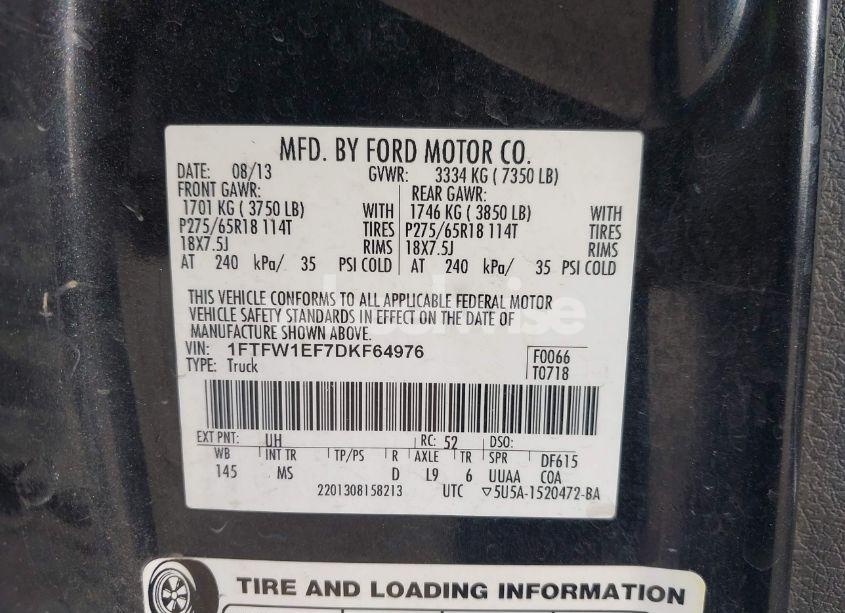 MFD. BY FORD MOTOR CO.
DATE: 08/13 GVWR: 3334 KG ( 7350 LB)
FRONT GAWR: REAR GAWR:
1701 KG ( 3750 LB) WITH 1746 KG ( 3850 LB) WITH
P275/65R18 114T TIRES P275/65R18 114T TIRES
18X7.5J RIMS 18X7.5J RIMS
AT 240 kPa/ 35 PSI COLD AT 240 kPa/ 35 PSI COLD
THIS VEHICLE CONFORMS TO ALL APPLICABLE FEDERAL MOTOR
VEHICLE SAFETY STANDARDS IN EFFECT ON THE DATE OF
MANUFACTURE SHOWN ABOVE.
VIN: 1FTFW1EF7DKF64976 F0066
TYPE: Truck T0718
EXT PNT: UH RC: 52 DSO:
WB INT TR TP/PS R AXLE TR SPR DF615
145 MS D L9 6 UUAA COA
2201308158213 UTC ▽5U5A-1520472-BA
TIRE AND LOADING INFORMATION